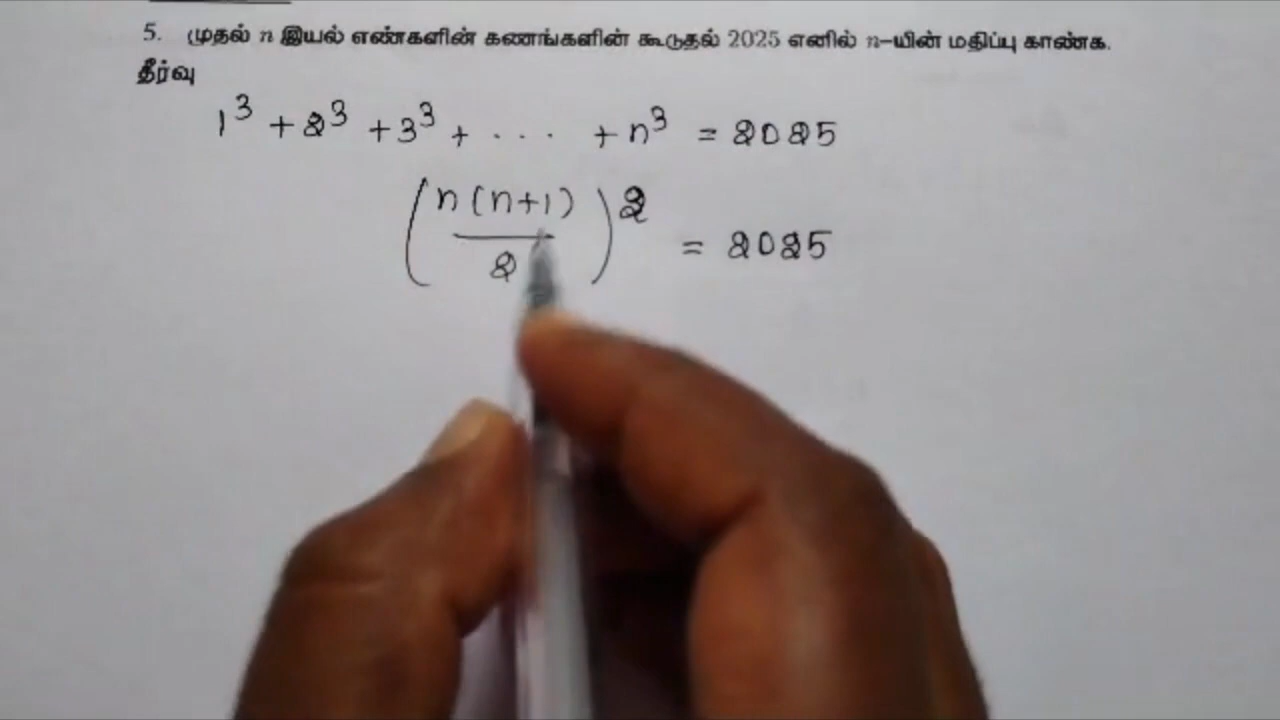 5. முதல் n இயல் எண்களின் கணங்களின் கூடுதல் 2025 எனில் n–யின் மதிப்பு காண்க.
தீர்வு
1³ + 2³ + 3³ + . . . + n³ = 2025
(n(n+1)/2)² = 2025